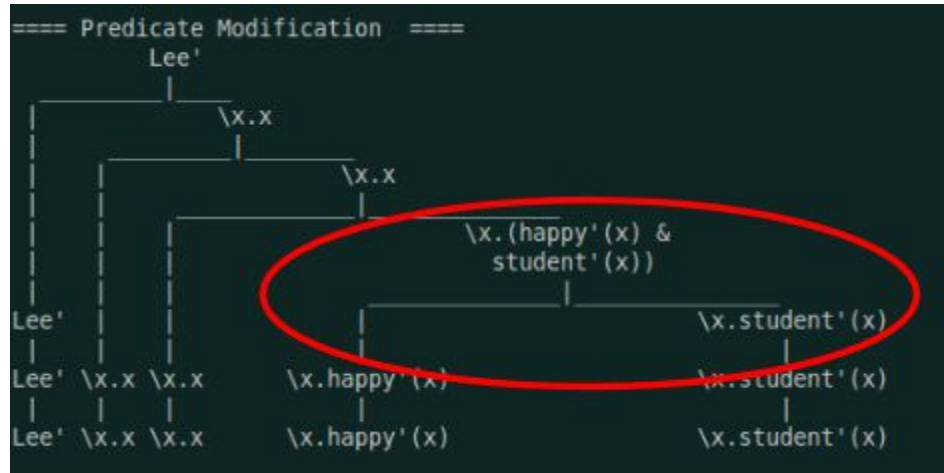 ==== Predicate Modification ====
Lee'
\x.x
\x.x
\x.(happy'(x) &
student'(x))
Lee' \x.student'(x)
Lee' \x.x \x.x \x.happy'(x) \x.student'(x)
Lee' \x.x \x.x \x.happy'(x) \x.student'(x)